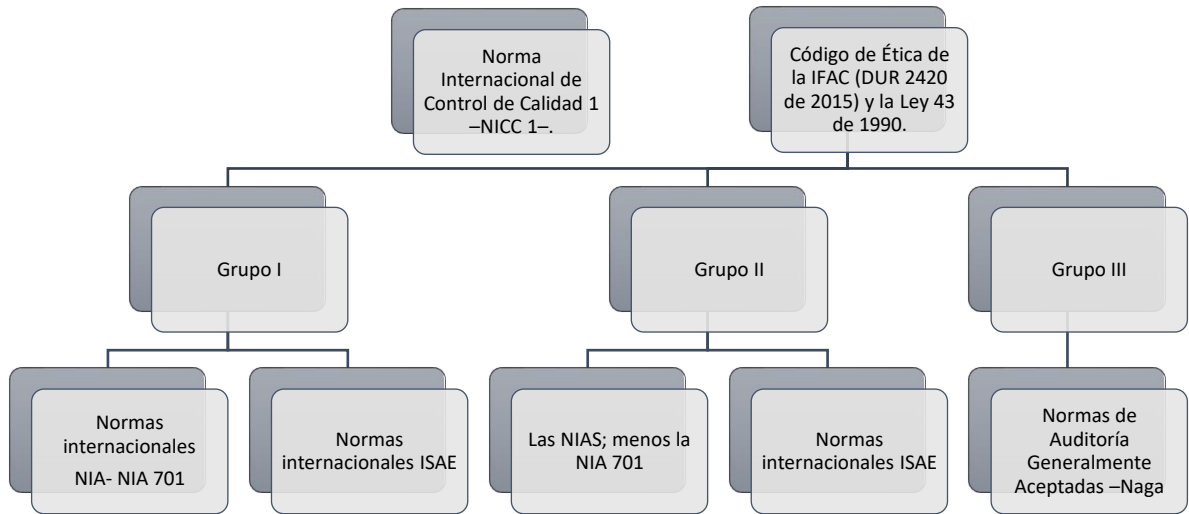 Norma
Internacional de
Control de Calidad 1
–NICC 1–.
Código de Ética de
la IFAC (DUR 2420
de 2015) y la Ley 43
de 1990.
Grupo I
Grupo II
Grupo III
Normas
internacionales
NIA- NIA 701
Normas
internacionales ISAE
Las NIAS; menos la
NIA 701
Normas
internacionales ISAE
Normas de
Auditoría
Generalmente
Aceptadas –Naga